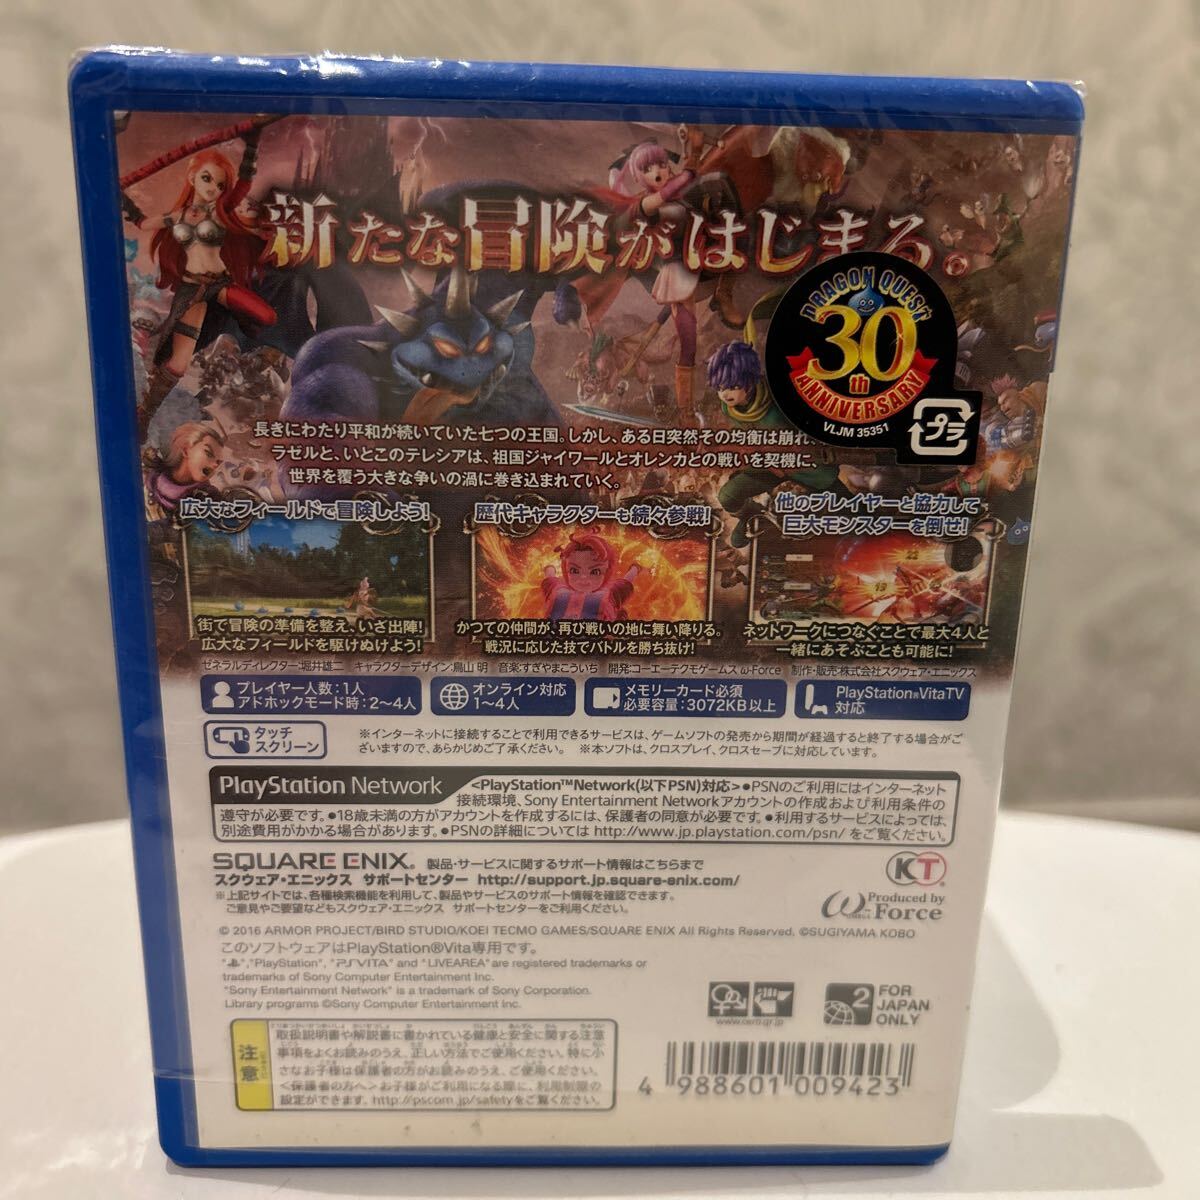 新たな冒険がはじまる。
DRAGON QUEST
30th
ANNIVERSARY
VLJM 35351
プラ
長きにわたり平和が続いていた七つの王国。しかし、ある日突然その均衡は崩れ、
ラゼルと、いとこのテレシアは、祖国ジャイワールとオレンカとの戦いを契機に、
世界を覆う大きな争いの渦に巻き込まれていく。
広大なフィールドで冒険しよう!
街で冒険の準備を整え、いざ出陣!
広大なフィールドを駆けぬけよう!
歴代キャラクターも続々参戦!
かつての仲間が、再び戦いの地に舞い降りる。
戦況に応じた技でバトルを勝ち抜け!
他のプレイヤーと協力して
巨大モンスターを倒せ!
ネットワークにつなぐことで最大4人と
一緒にあそぶことも可能に!
ゼネラルディレクター:堀井雄二 キャラクターデザイン:鳥山 明 音楽:すぎやまこういち 開発:コーエーテクモゲームス ω-Force 制作・販売:株式会社スクウェア・エニックス
プレイヤー人数:1人
アドホックモード時:2~4人
オンライン対応
1~4人
メモリーカード必須
必要容量:3072KB以上
PlayStation®Vita TV
対応
タッチ
スクリーン
※インターネットに接続することで利用できるサービスは、ゲームソフトの発売から期間が経過すると終了する場合がご
ざいますので、あらかじめご了承ください。 ※本ソフトは、クロスプレイ、クロスセーブに対応しています。
PlayStation Network
<PlayStation™Network(以下PSN)対応>●PSNのご利用にはインターネット
接続環境、Sony Entertainment Networkアカウントの作成および利用条件の
遵守が必要です。●18歳未満の方がアカウントを作成するには、保護者の同意が必要です。●利用するサービスによっては、
別途費用がかかる場合があります。●PSNの詳細については http://www.jp.playstation.com/psn/ をご覧ください。
SQUARE ENIX. 製品・サービスに関するサポート情報はこちらまで
スクウェア・エニックス サポートセンター http://support.jp.square-enix.com/
※上記サイトでは、各種検索機能を利用して、製品やサービスのサポート情報を確認できます。
ご意見やご要望などもスクウェア・エニックス サポートセンターをご利用ください。
KT
Produced by
ω-Force
OMEGA
© 2016 ARMOR PROJECT/BIRD STUDIO/KOEI TECMO GAMES/SQUARE ENIX All Rights Reserved. ©SUGIYAMA KOBO
このソフトウェアはPlayStation®Vita専用です。
" ", "PlayStation", "PSVITA" and "LIVEAREA" are registered trademarks or
trademarks of Sony Computer Entertainment Inc.
"Sony Entertainment Network" is a trademark of Sony Corporation.
Library programs ©Sony Computer Entertainment Inc.
www.cero.gr.jp
2
FOR
JAPAN
ONLY
注意
取扱説明書や解説書に書かれている健康と安全に関する注意
事項をよくお読みのうえ、正しい方法でご使用ください。特に小
さなお子様は保護者の方がお読みのうえ、ご使用ください。
<保護者の方へ>お子様がご利用になる際に、利用制限の
設定ができます。http://pscom.jp/safetyをご覧ください。
4 988601 009423